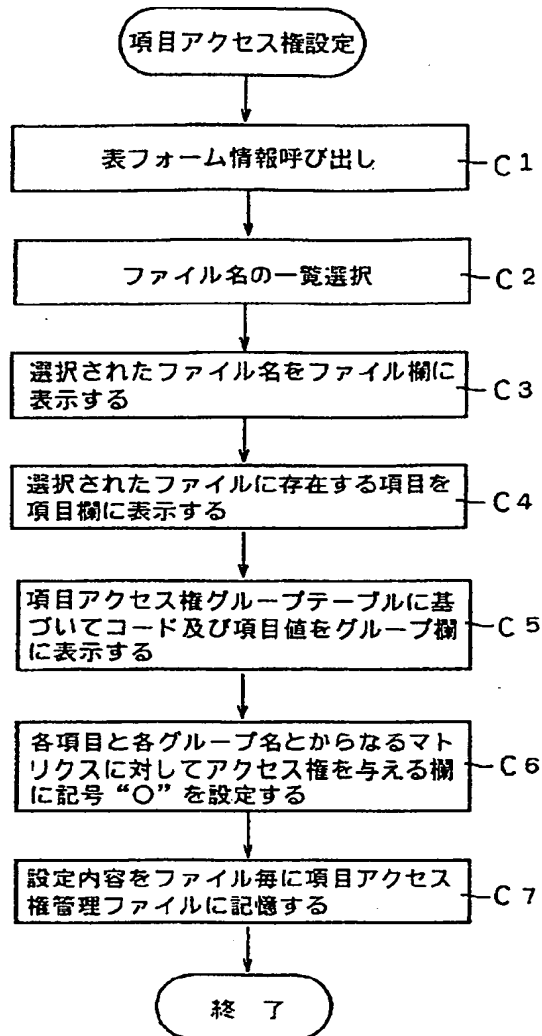 項目アクセス権設定
表フォーム情報呼び出し
C1
ファイル名の一覧選択
C2
選択されたファイル名をファイル欄に
表示する
C3
選択されたファイルに存在する項目を
項目欄に表示する
C4
項目アクセス権グループテーブルに基
づいてコード及び項目値をグループ欄
に表示する
C5
各項目と各グループ名とからなるマト
リクスに対してアクセス権を与える欄
に記号“○”を設定する
C6
設定内容をファイル毎に項目アクセス
権管理ファイルに記憶する
C7
終了